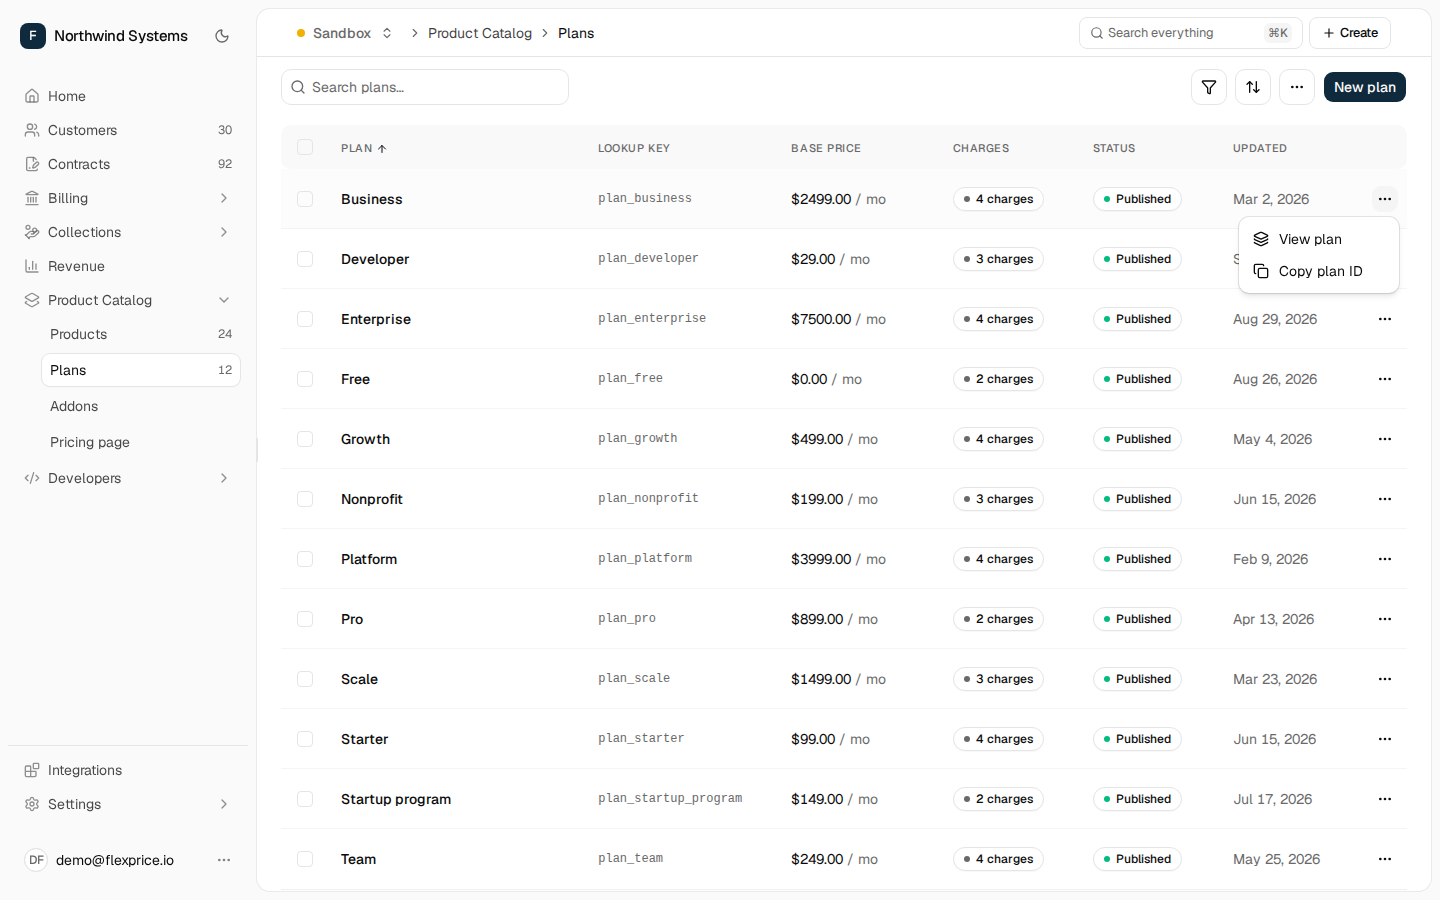 F Northwind Systems
Home
Customers 30
Contracts 92
Billing
Collections
Revenue
Product Catalog
Products 24
Plans 12
Addons
Pricing page
Developers
Integrations
Settings
DF demo@flexprice.io
Sandbox Product Catalog Plans
Search everything ⌘K
Create
Search plans...
New plan
PLAN LOOKUP KEY BASE PRICE CHARGES STATUS UPDATED
Business plan_business $2499.00 / mo 4 charges Published Mar 2, 2026
View plan
Copy plan ID
Developer plan_developer $29.00 / mo 3 charges Published
Enterprise plan_enterprise $7500.00 / mo 4 charges Published Aug 29, 2026
Free plan_free $0.00 / mo 2 charges Published Aug 26, 2026
Growth plan_growth $499.00 / mo 4 charges Published May 4, 2026
Nonprofit plan_nonprofit $199.00 / mo 3 charges Published Jun 15, 2026
Platform plan_platform $3999.00 / mo 4 charges Published Feb 9, 2026
Pro plan_pro $899.00 / mo 2 charges Published Apr 13, 2026
Scale plan_scale $1499.00 / mo 3 charges Published Mar 23, 2026
Starter plan_starter $99.00 / mo 4 charges Published Jun 15, 2026
Startup program plan_startup_program $149.00 / mo 2 charges Published Jul 17, 2026
Team plan_team $249.00 / mo 4 charges Published May 25, 2026